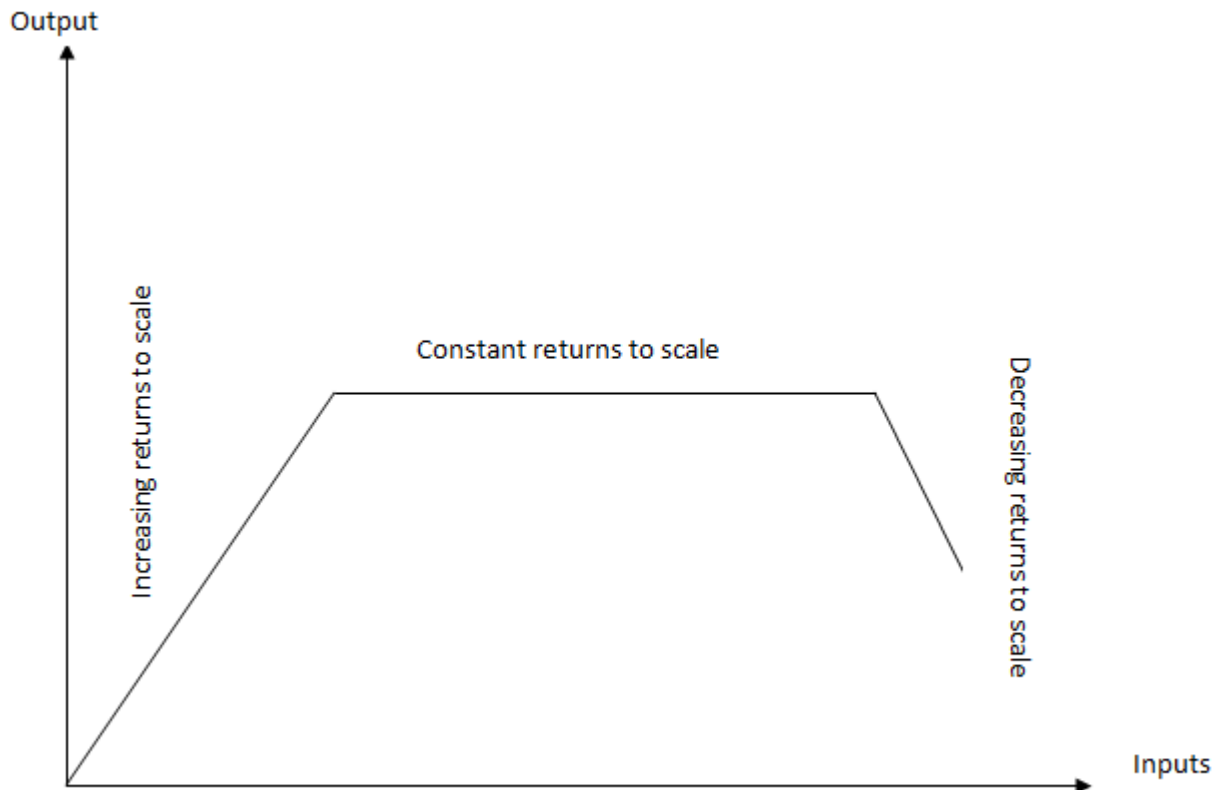 Output
Increasing returns to scale
Constant returns to scale
Decreasing returns to scale
Inputs